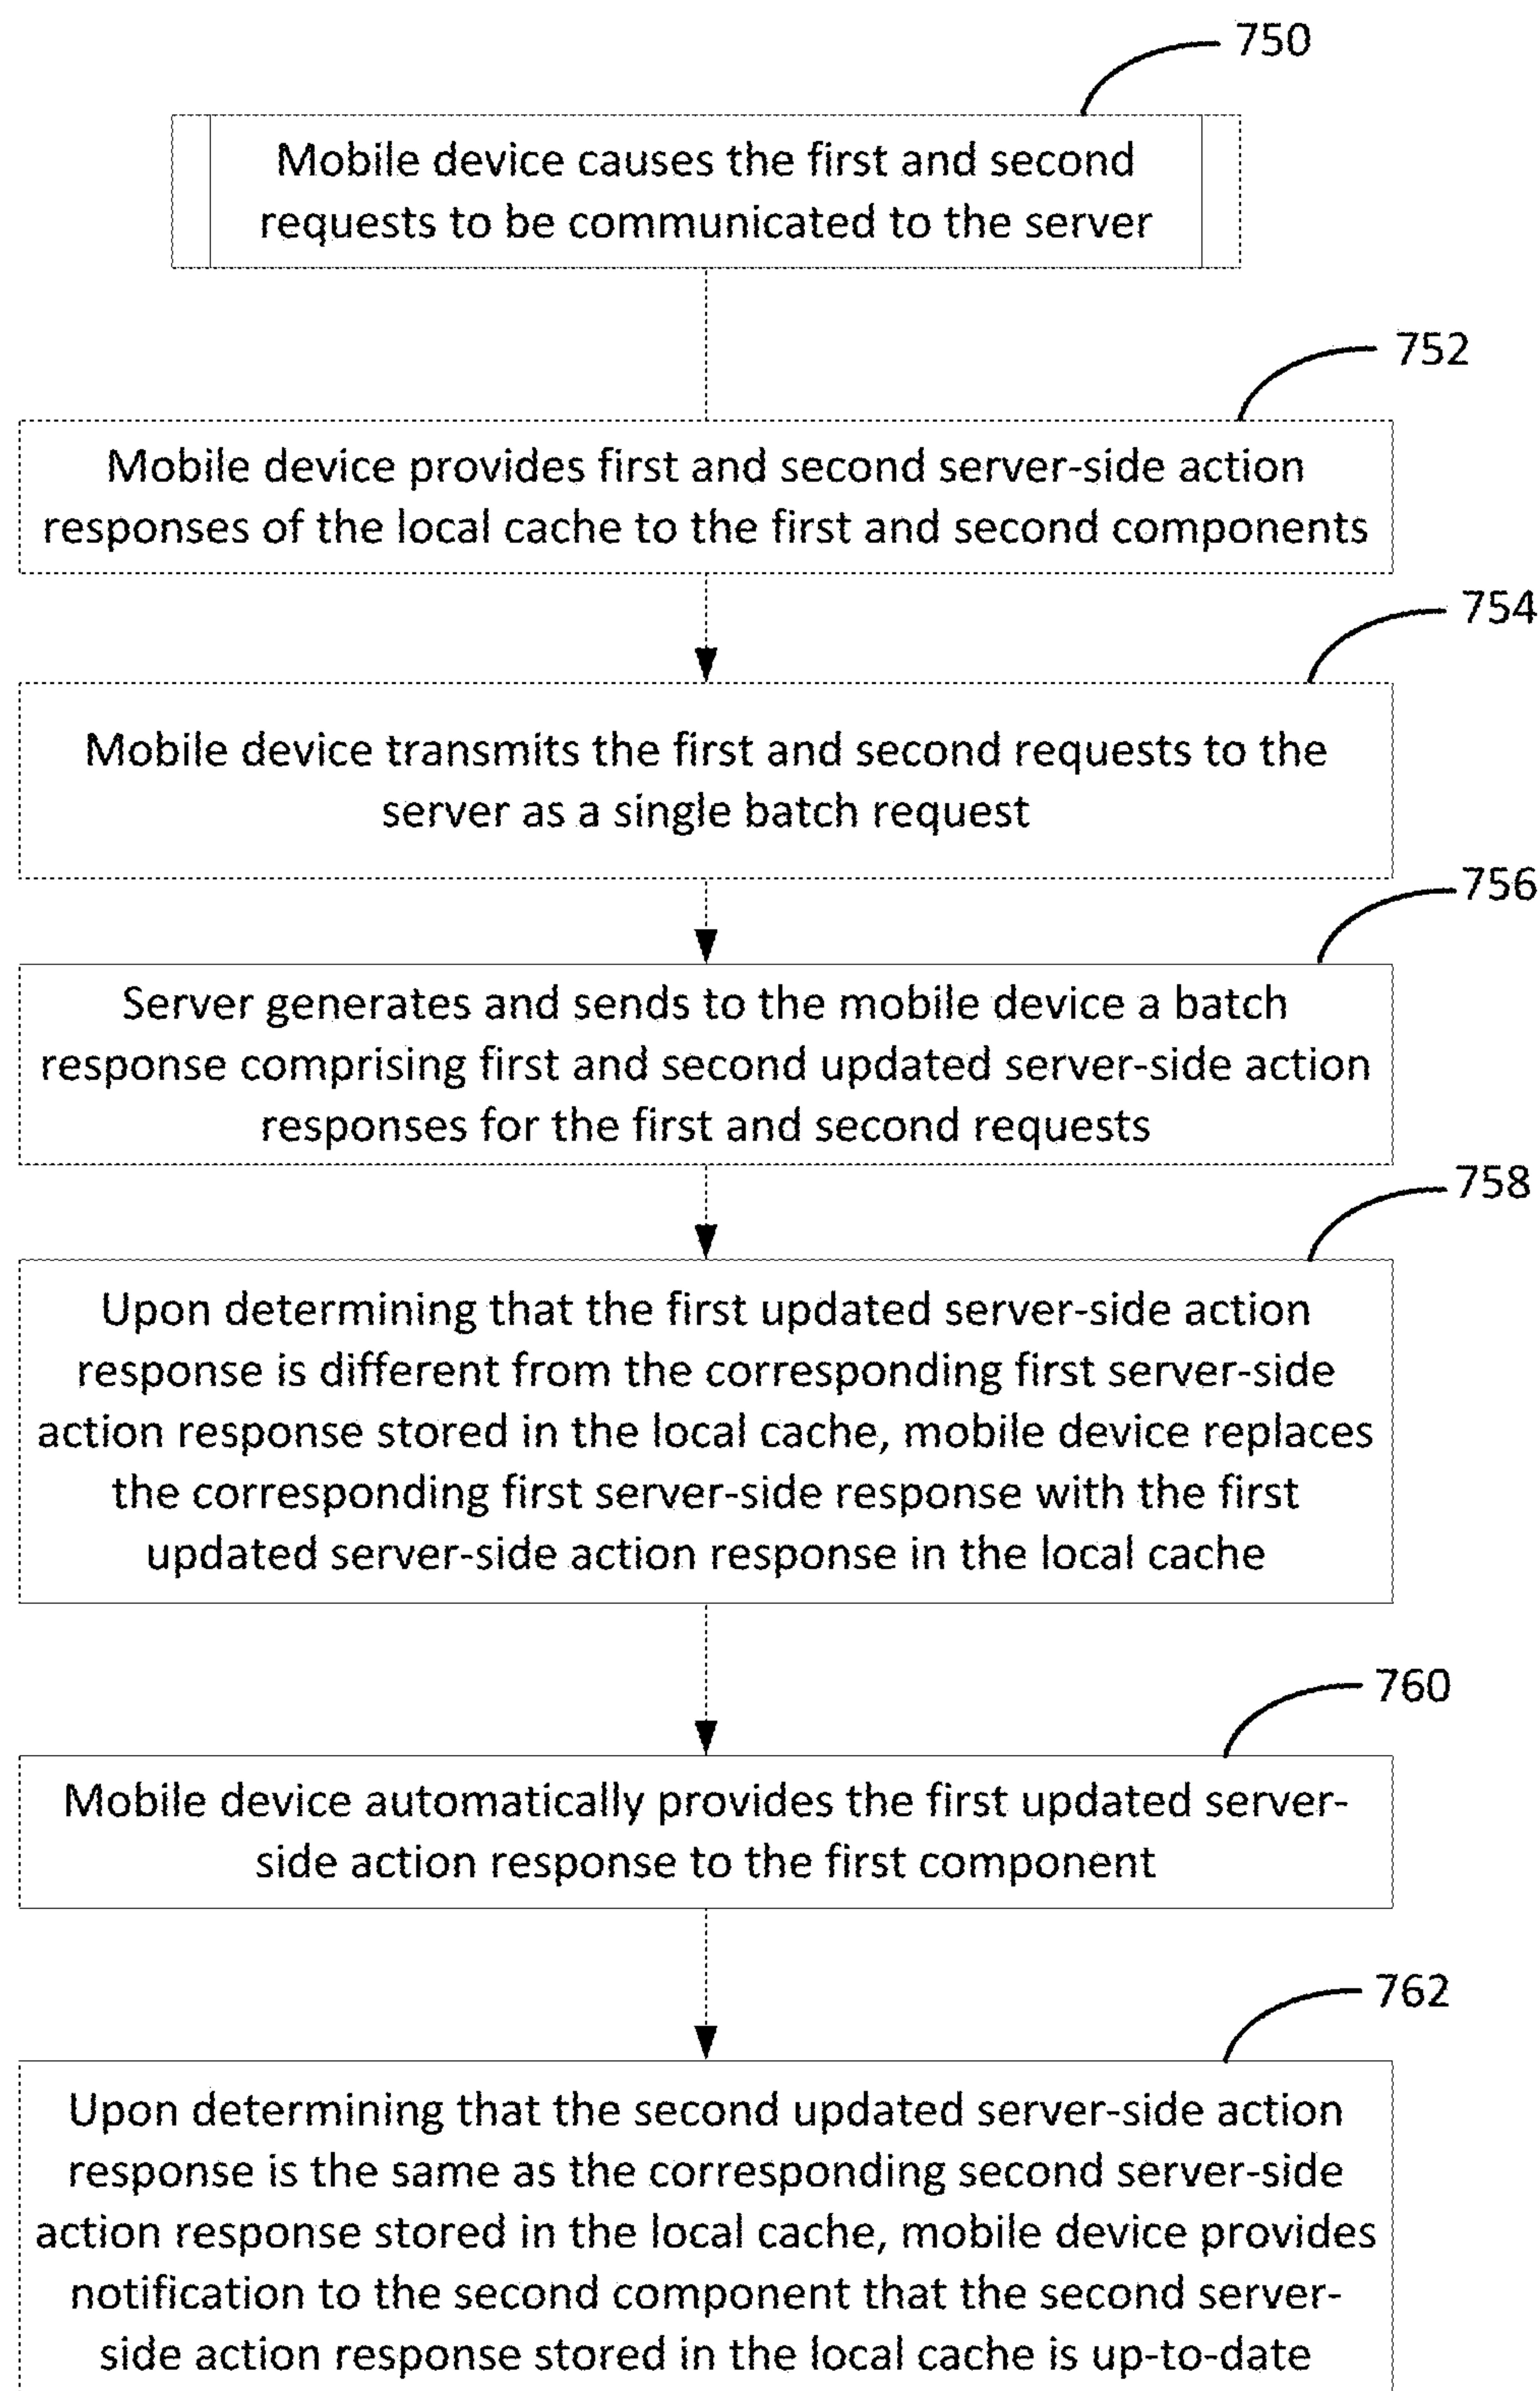 750
Mobile device causes the first and second
requests to be communicated to the server
752
Mobile device provides first and second server-side action
responses of the local cache to the first and second components
754
Mobile device transmits the first and second requests to the
server as a single batch request
756
Server generates and sends to the mobile device a batch
response comprising first and second updated server-side action
responses for the first and second requests
758
Upon determining that the first updated server-side action
response is different from the corresponding first server-side
action response stored in the local cache, mobile device replaces
the corresponding first server-side response with the first
updated server-side action response in the local cache
760
Mobile device automatically provides the first updated server-
side action response to the first component
762
Upon determining that the second updated server-side action
response is the same as the corresponding second server-side
action response stored in the local cache, mobile device provides
notification to the second component that the second server-
side action response stored in the local cache is up-to-date